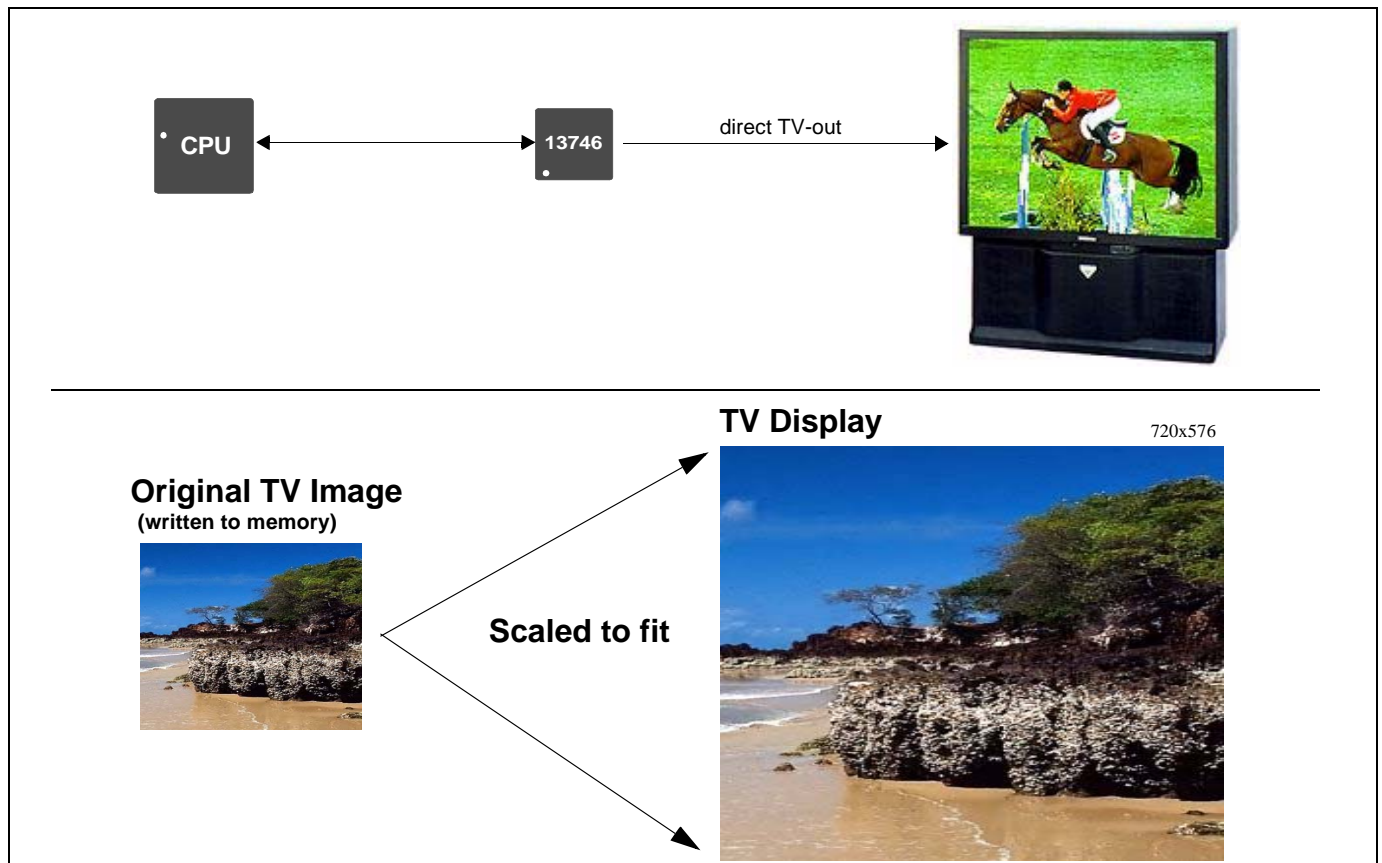 CPU
13746
direct TV-out
TV Display
720x576
Original TV Image
(written to memory)
Scaled to fit